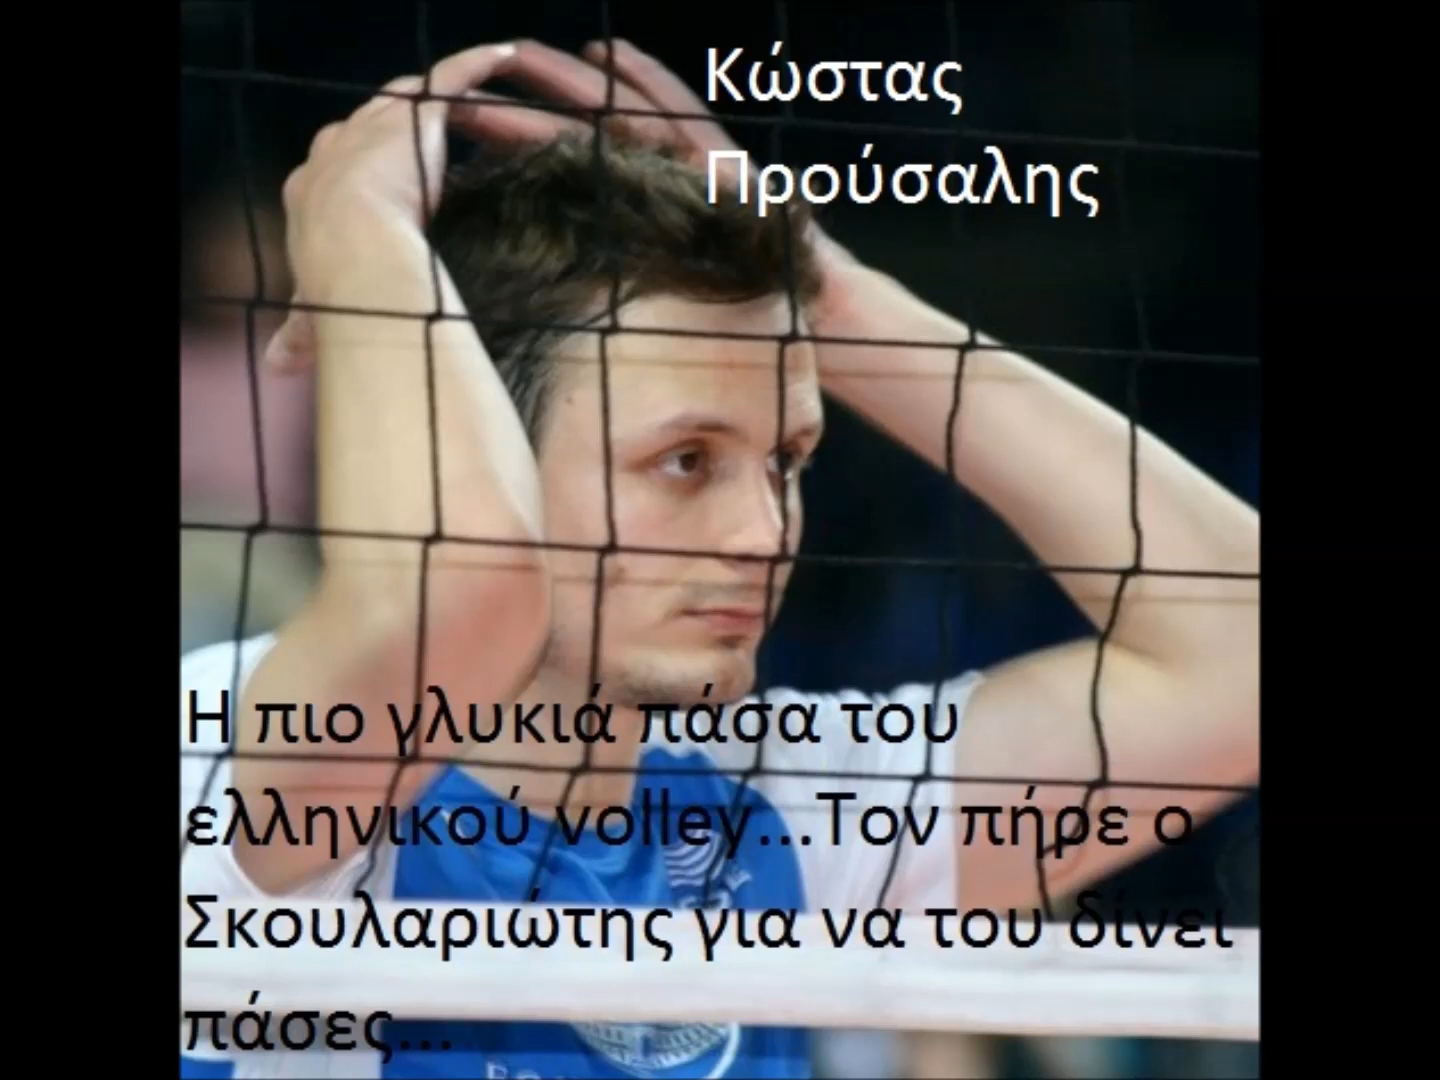 Κώστας
Προύσαλης
Η πιο γλυκιά πάσα του
ελληνικού volley...Τον πήρε ο
Σκουλαριώτης για να του δίνει
πάσες...